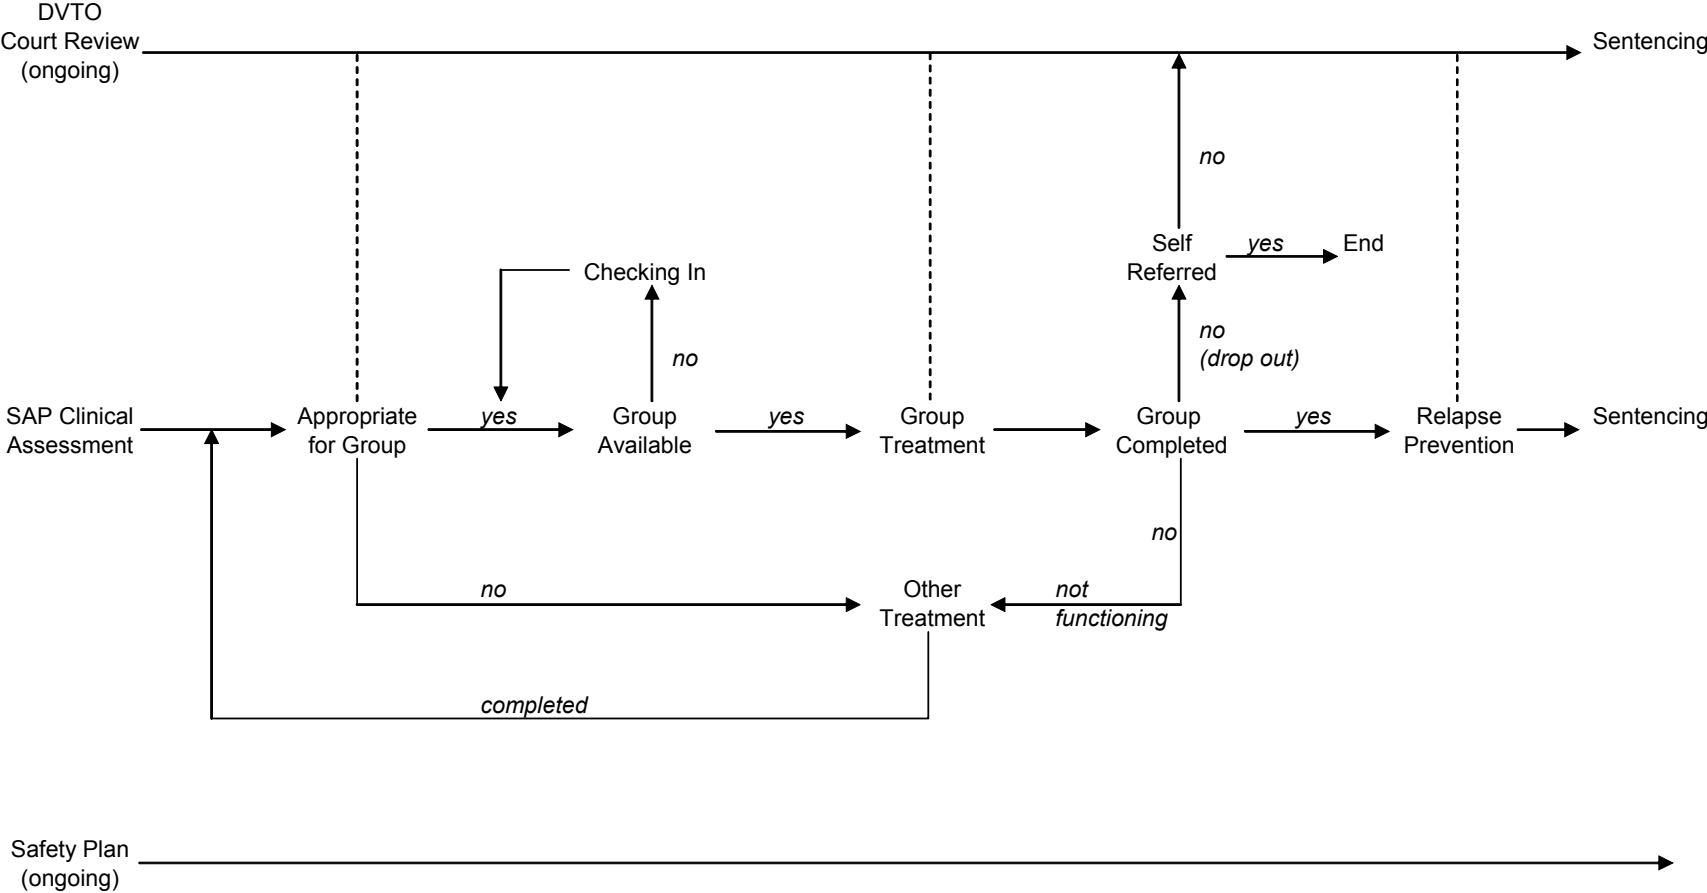 DVTO
Court Review
(ongoing)
Sentencing
no
Self
Referred
yes
End
Checking In
no
no
(drop out)
SAP Clinical
Assessment
Appropriate
for Group
yes
Group
Available
yes
Group
Treatment
Group
Completed
yes
Relapse
Prevention
Sentencing
no
no
Other
Treatment
not
functioning
completed
Safety Plan
(ongoing)